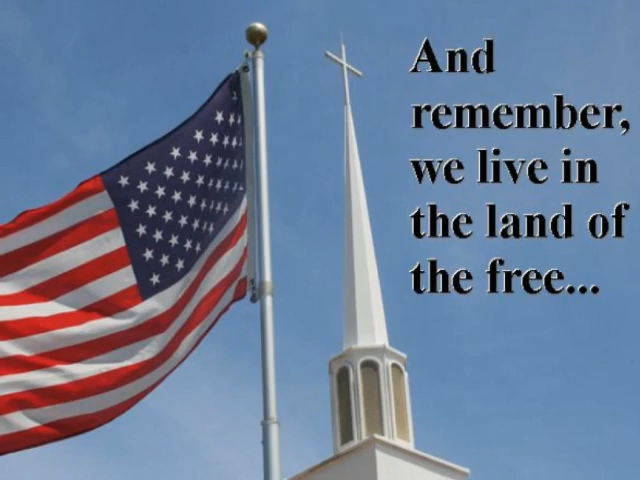 And
remember,
we live in
the land of
the free...